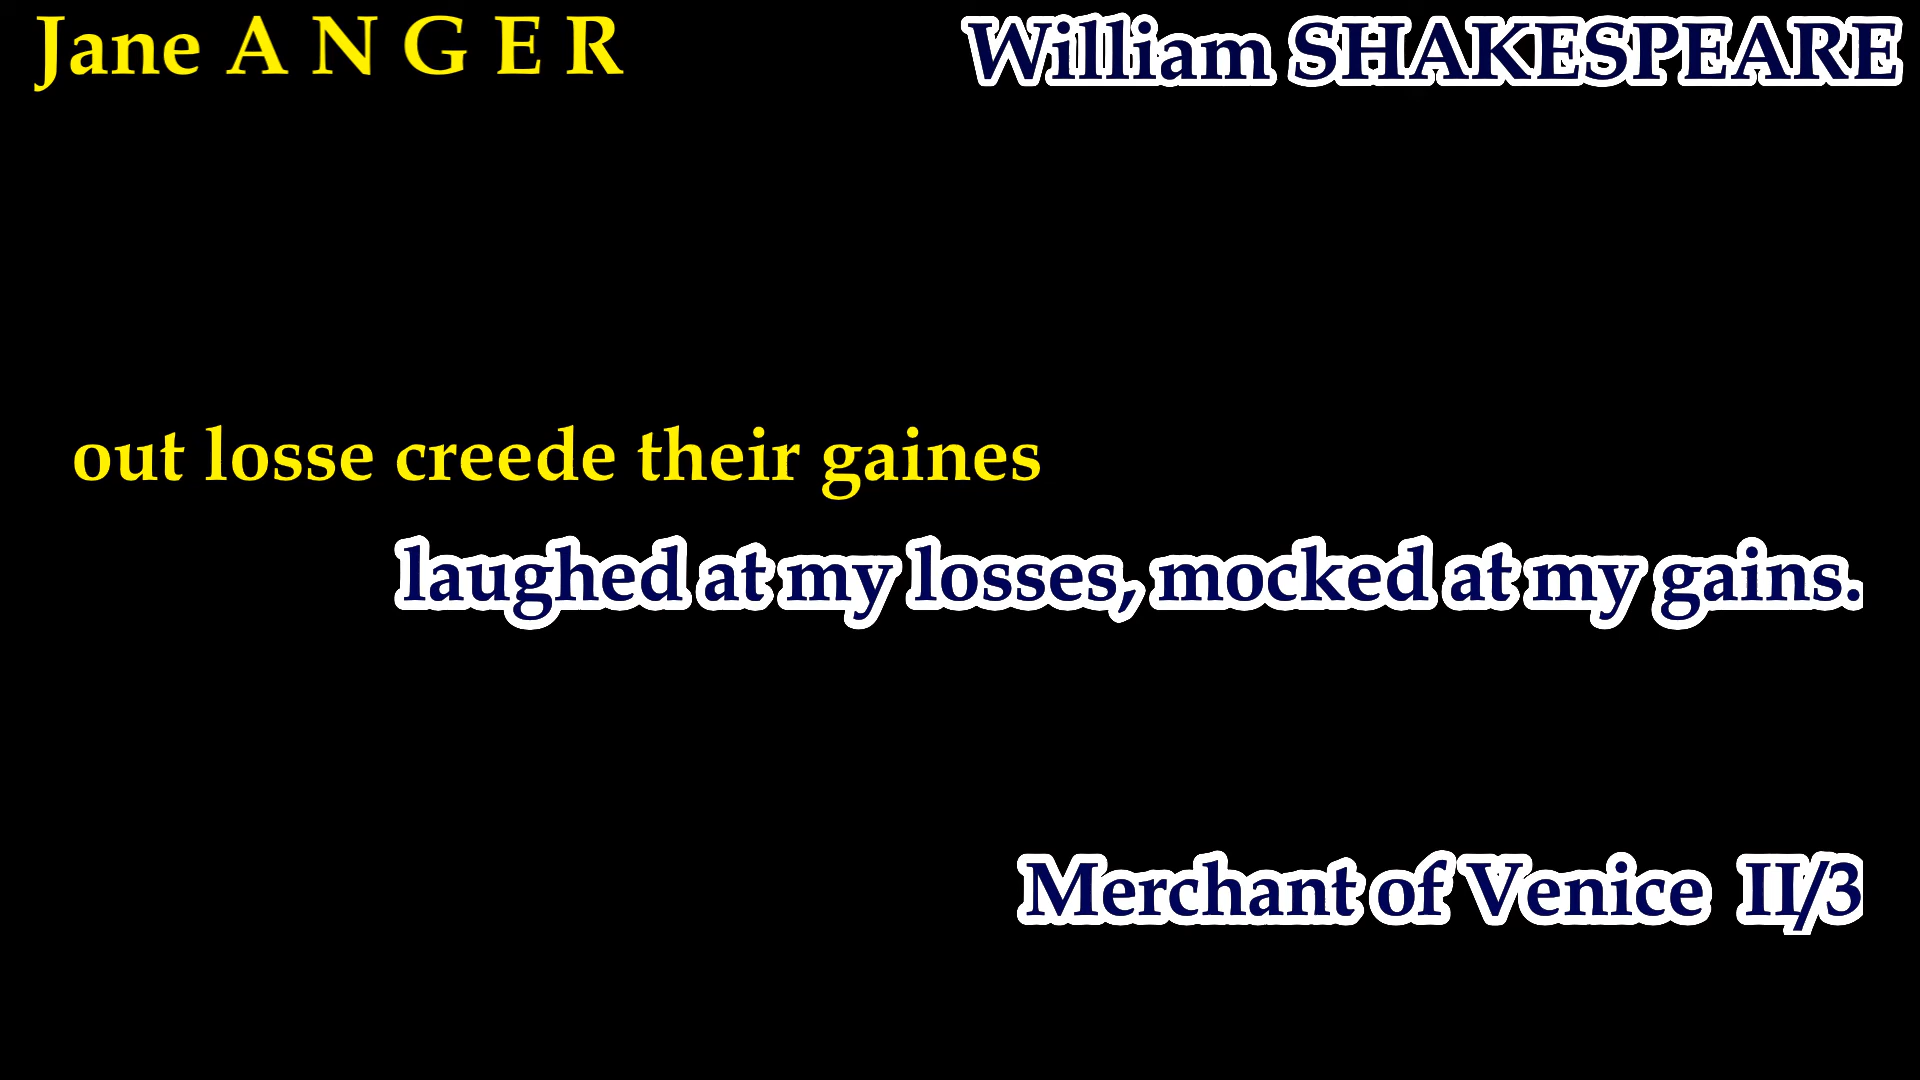 Jane A N G E R
William SHAKESPEARE
out losse creede their gaines
laughed at my losses, mocked at my gains.
Merchant of Venice II/3